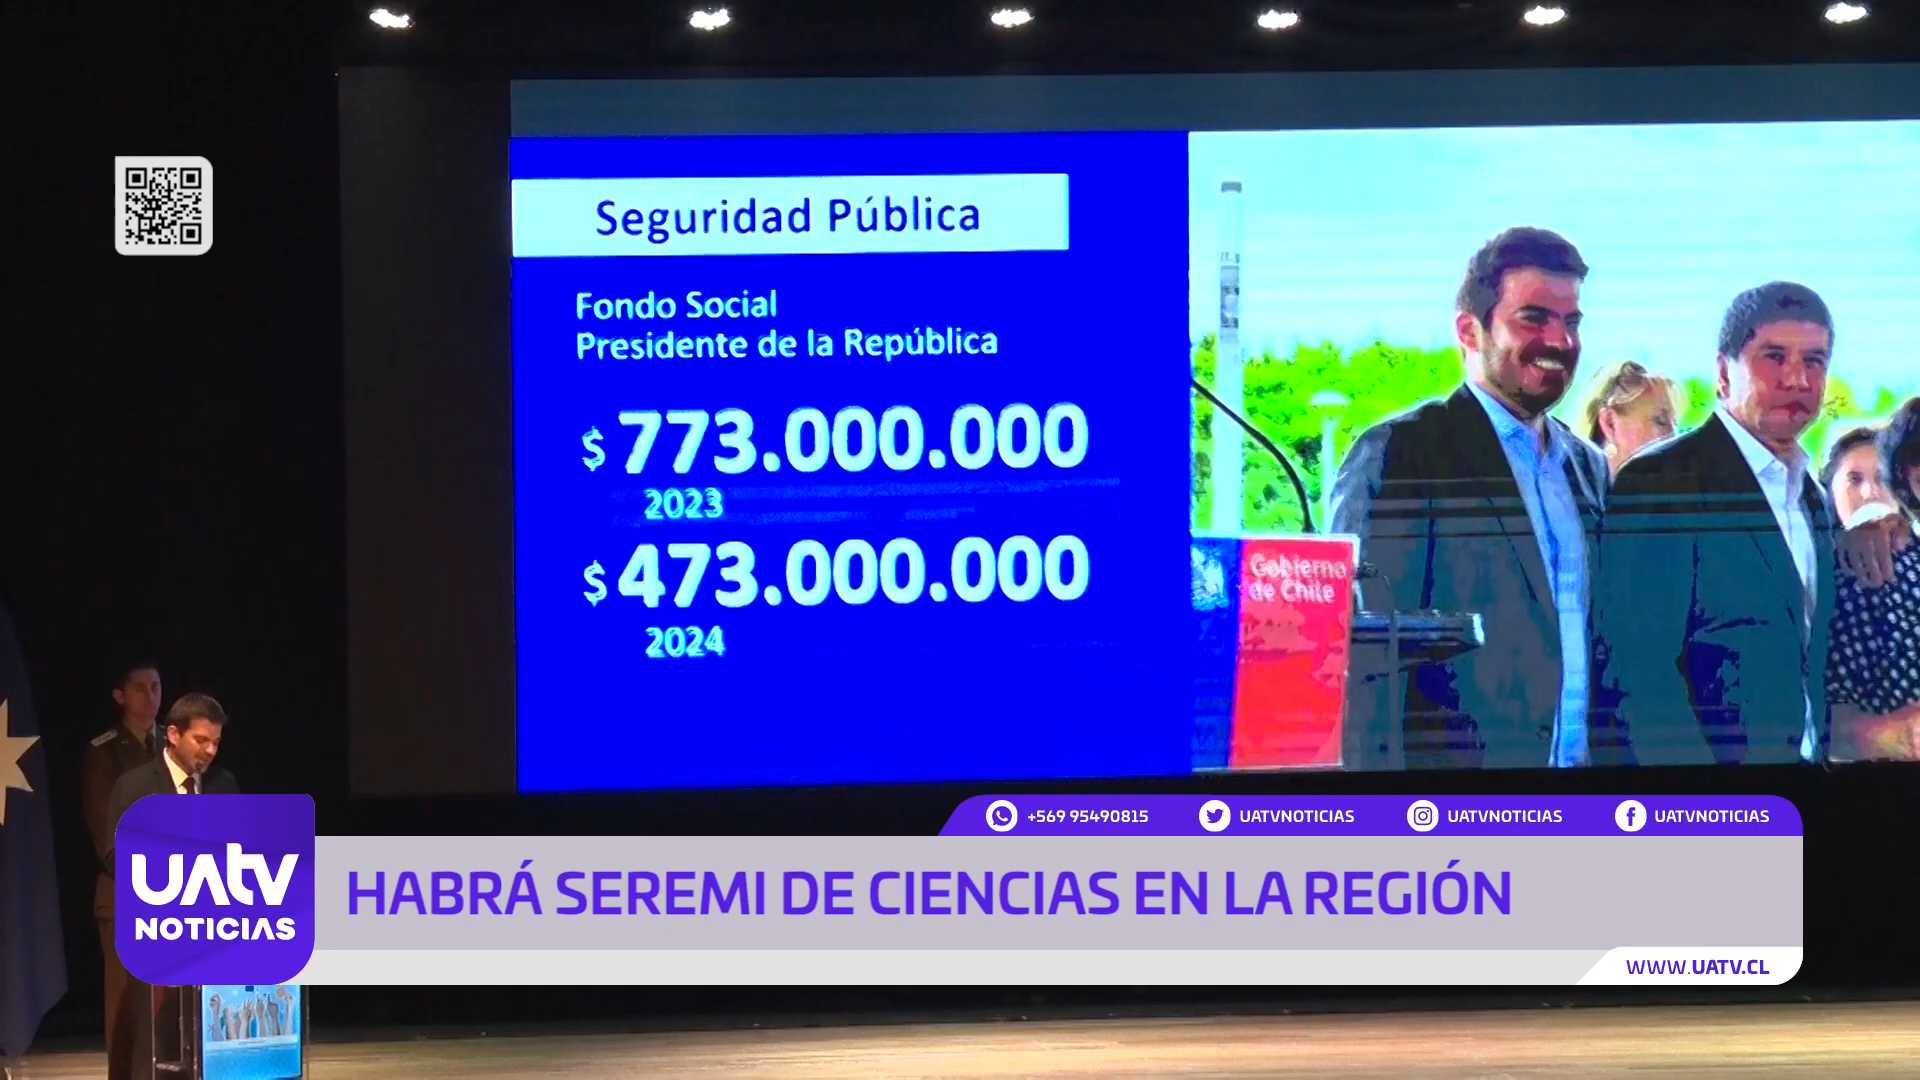 Seguridad Pública
Fondo Social
Presidente de la República
$ 773.000.000
2023
$ 473.000.000
2024
Gobierno
de Chile
+569 95490815
UATVNOTICIAS
UATVNOTICIAS
UATVNOTICIAS
UATV
NOTICIAS
HABRÁ SEREMI DE CIENCIAS EN LA REGIÓN
WWW.UATV.CL